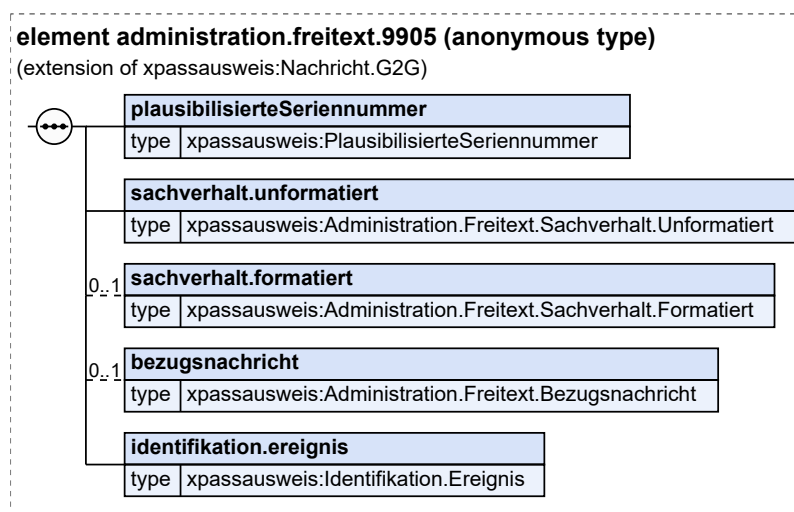 element administration.freitext.9905 (anonymous type)
(extension of xpassausweis:Nachricht.G2G)
plausibilisierteSeriennummer
type xpassausweis:PlausibilisierteSeriennummer
sachverhalt.unformatiert
type xpassausweis:Administration.Freitext.Sachverhalt.Unformatiert
0..1 sachverhalt.formatiert
type xpassausweis:Administration.Freitext.Sachverhalt.Formatiert
0..1 bezugsnachricht
type xpassausweis:Administration.Freitext.Bezugsnachricht
identifikation.ereignis
type xpassausweis:Identifikation.Ereignis